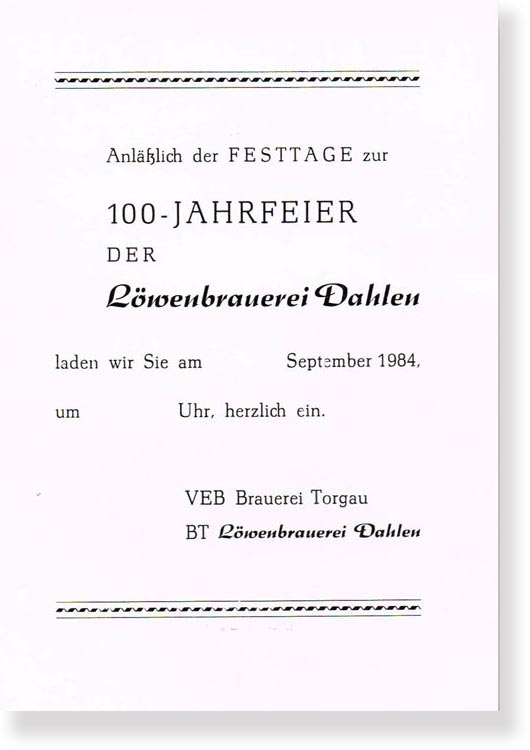 Anläßlich der FESTTAGE zur
100-JAHRFEIER
DER
Löwenbrauerei Dahlen
laden wir Sie am September 1984,
um Uhr, herzlich ein.
VEB Brauerei Torgau
BT Löwenbrauerei Dahlen